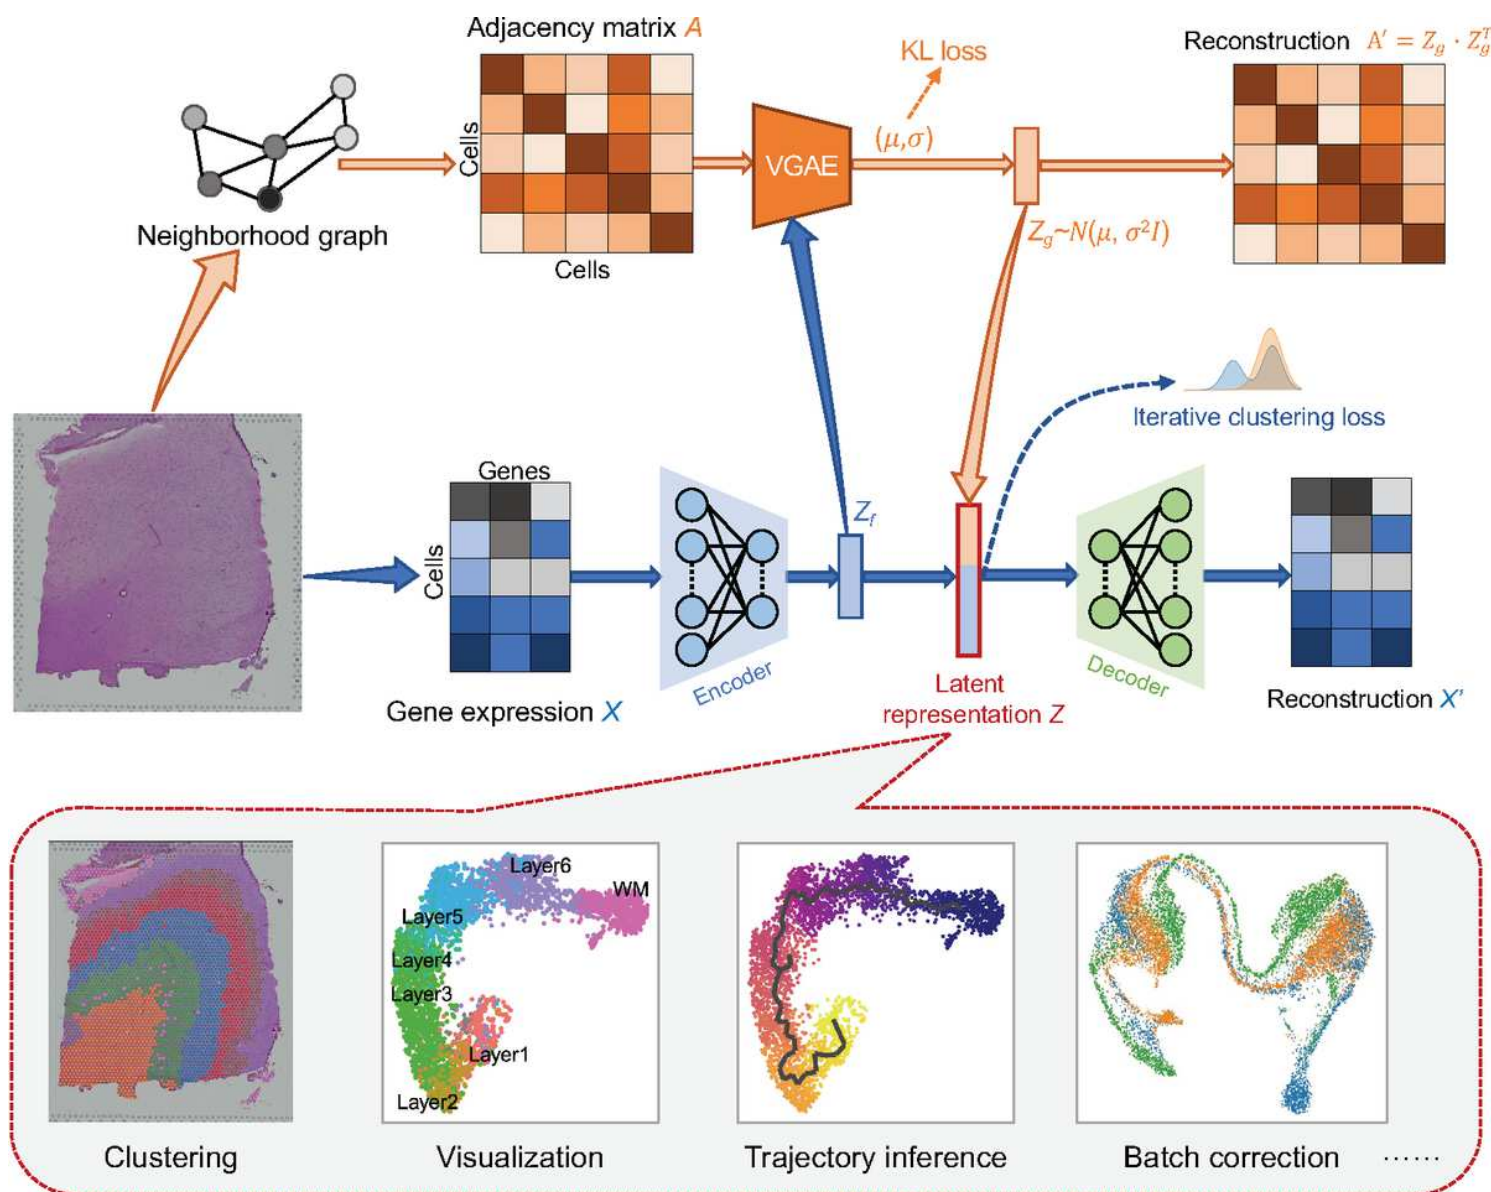 Adjacency matrix A
KL loss
Reconstruction A′ = Z_g · Z_g^T
Cells
(μ,σ)
VGAE
Neighborhood graph
Z_g~N(μ, σ²I)
Cells
Iterative clustering loss
Genes
Z_f
Cells
Encoder
Decoder
Latent
representation Z
Gene expression X
Reconstruction X'
Layer6
WM
Layer5
Layer4
Layer3
Layer1
Layer2
Clustering
Visualization
Trajectory inference
Batch correction
......